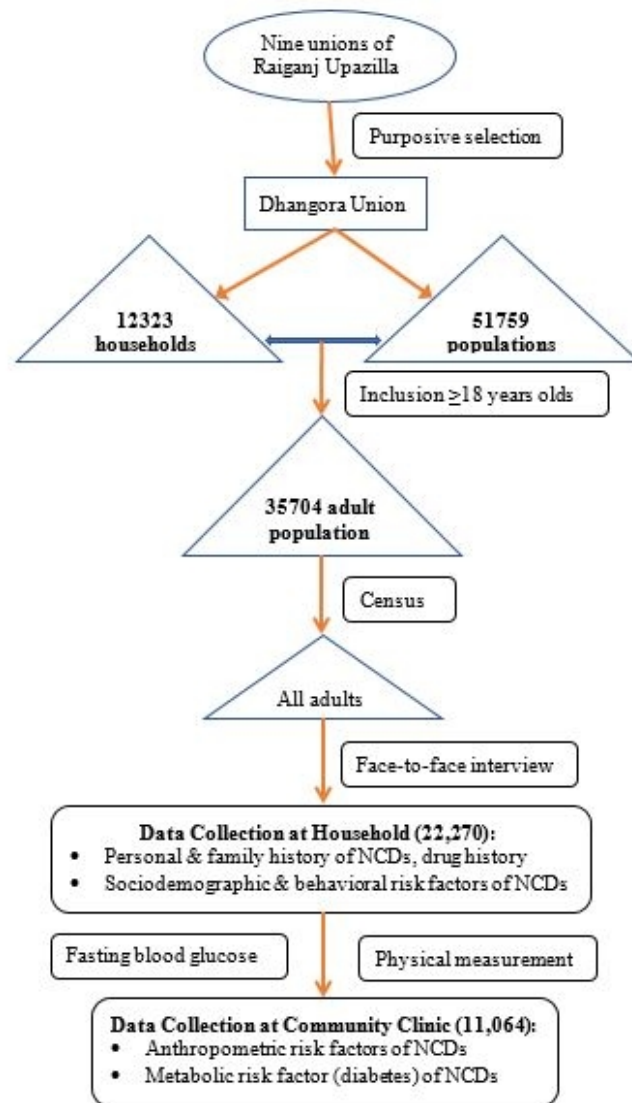 Nine unions of
Raiganj Upazilla
Purposive selection
Dhangora Union
12323
households
51759
populations
Inclusion ≥18 years olds
35704 adult
population
Census
All adults
Face-to-face interview
Data Collection at Household (22,270):
• Personal & family history of NCDs, drug history
• Sociodemographic & behavioral risk factors of NCDs
Fasting blood glucose
Physical measurement
Data Collection at Community Clinic (11,064):
• Anthropometric risk factors of NCDs
• Metabolic risk factor (diabetes) of NCDs